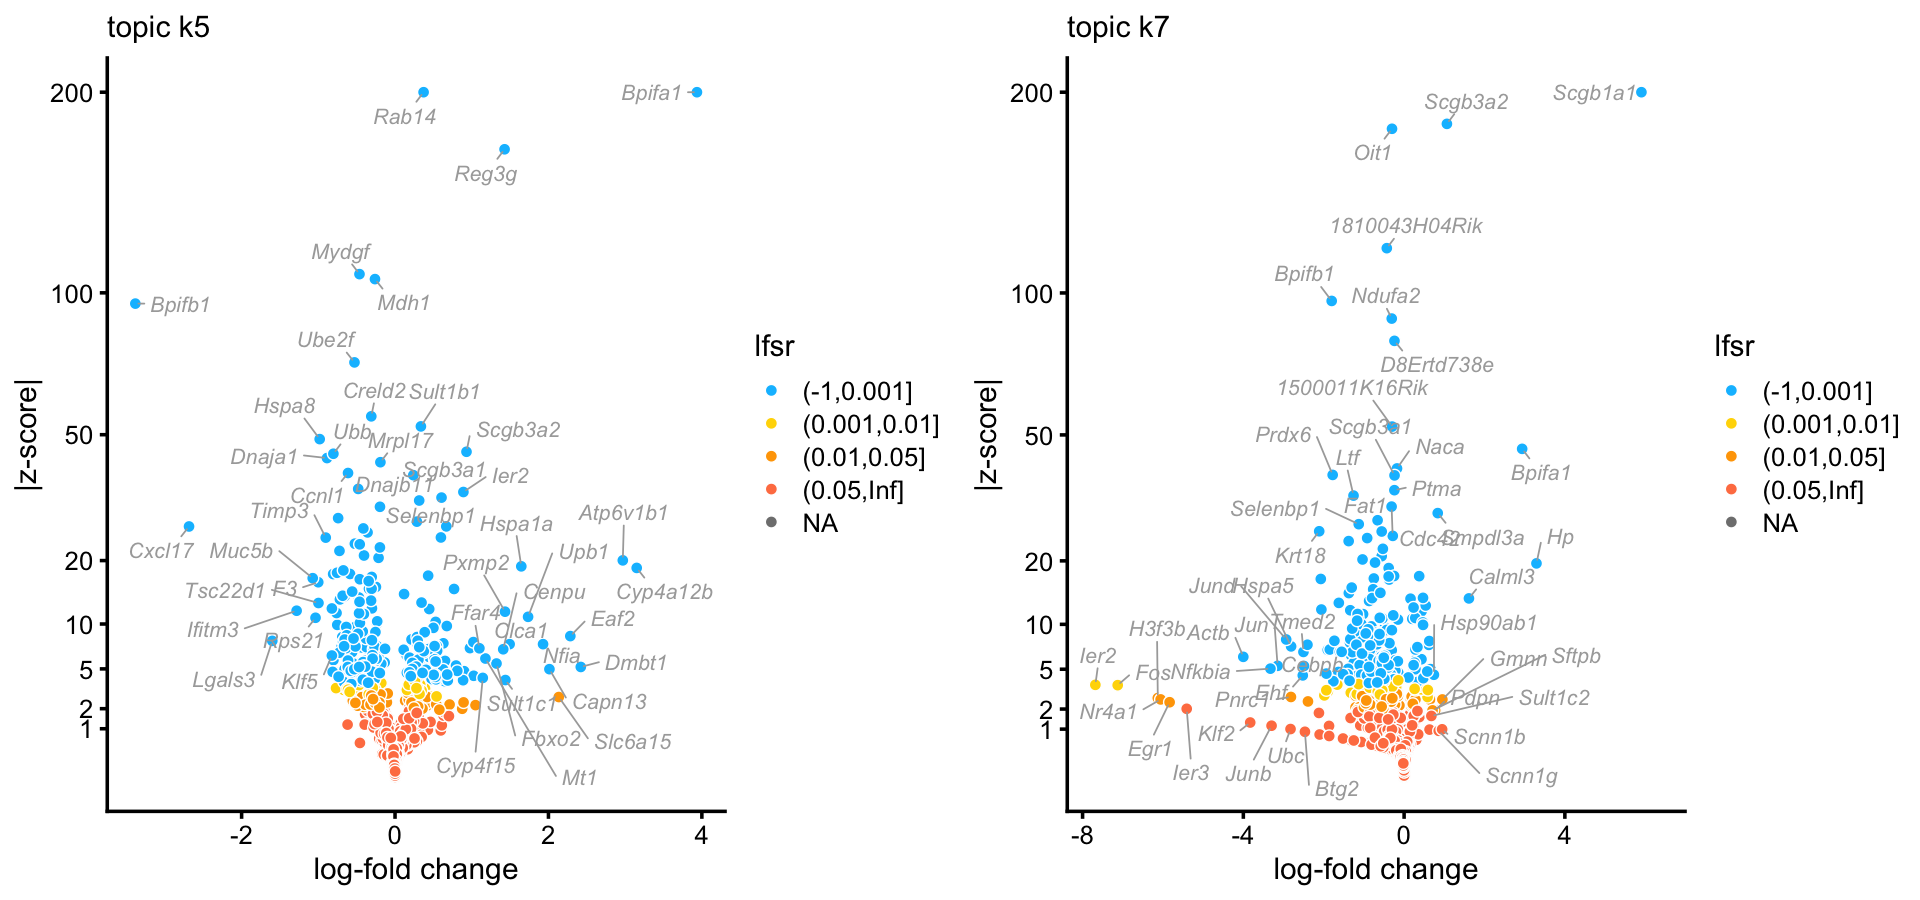 topic k5
200
100
50
20
10
5
2
1
|z-score|
Rab14
Bpifa1
Reg3g
Mydgf
Mdh1
Bpifb1
Ube2f
Creld2
Sult1b1
Hspa8
Ubb
Mrpl17
Scgb3a2
Dnaja1
Scgb3a1
Ier2
Ccnl1
Dnajb11
Timp3
Selenbp1
Hspa1a
Atp6v1b1
Cxcl17
Muc5b
Pxmp2
Upb1
Tsc22d1
F3
Cenpu
Cyp4a12b
Ifitm3
Rps21
Ffar4
Clca1
Eaf2
Lgals3
Klf5
Nfia
Dmbt1
Sult1c1
Capn13
Fbxo2
Slc6a15
Cyp4f15
Mt1
-2
0
2
4
log-fold change
lfsr
(-1,0.001]
(0.001,0.01]
(0.01,0.05]
(0.05,Inf]
NA
topic k7
200
100
50
20
10
5
2
1
|z-score|
Scgb3a2
Scgb1a1
Oit1
1810043H04Rik
Bpifb1
Ndufa2
D8Ertd738e
1500011K16Rik
Prdx6
Scgb3a1
Naca
Ltf
Bpifa1
Ptma
Selenbp1
Fat1
Krt18
Cdc42
Smpdl3a
Hp
Jund
Hspa5
Calml3
H3f3b
Actb
Jun
Tmed2
Hsp90ab1
Ier2
Fos
Nfkbia
Cebpb
Gmnn
Sftpb
Nr4a1
Pnrc1
Ehf
Pdpn
Sult1c2
Egr1
Klf2
Scnn1b
Ier3
Junb
Ubc
Btg2
Scnn1g
-8
-4
0
4
log-fold change
lfsr
(-1,0.001]
(0.001,0.01]
(0.01,0.05]
(0.05,Inf]
NA